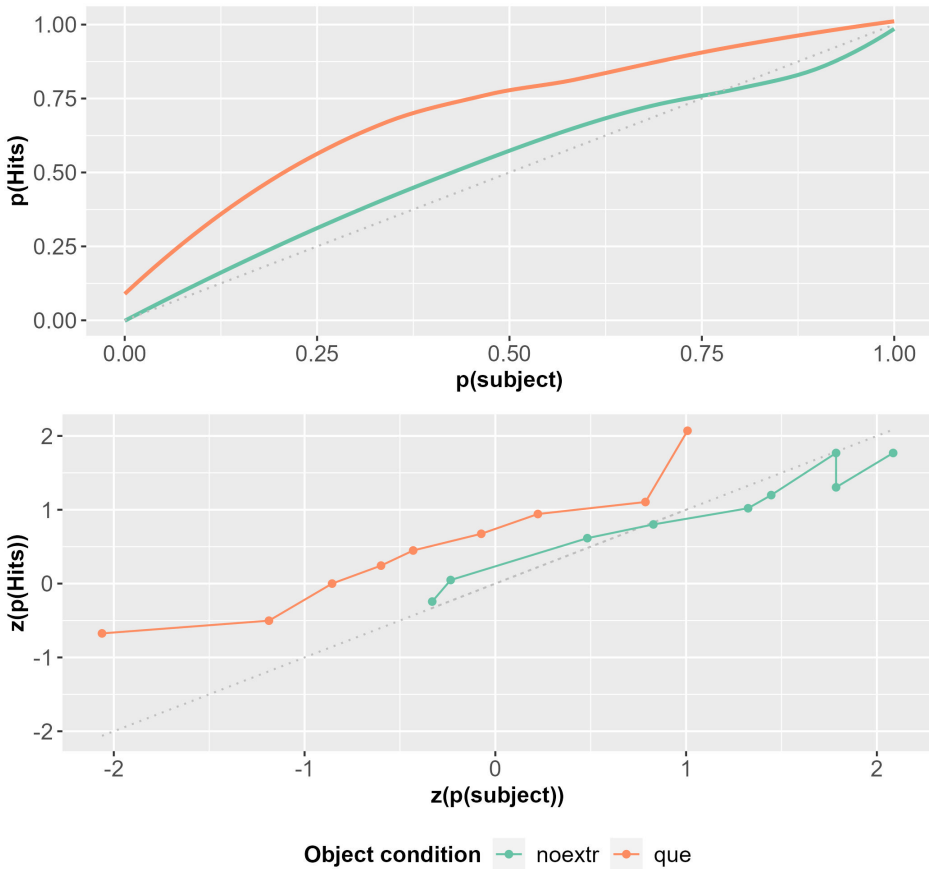 p(Hits)
1.00
0.75
0.50
0.25
0.00
0.00 0.25 0.50 0.75 1.00
p(subject)
z(p(Hits))
2
1
0
-1
-2
-2 -1 0 1 2
z(p(subject))
Object condition noextr que